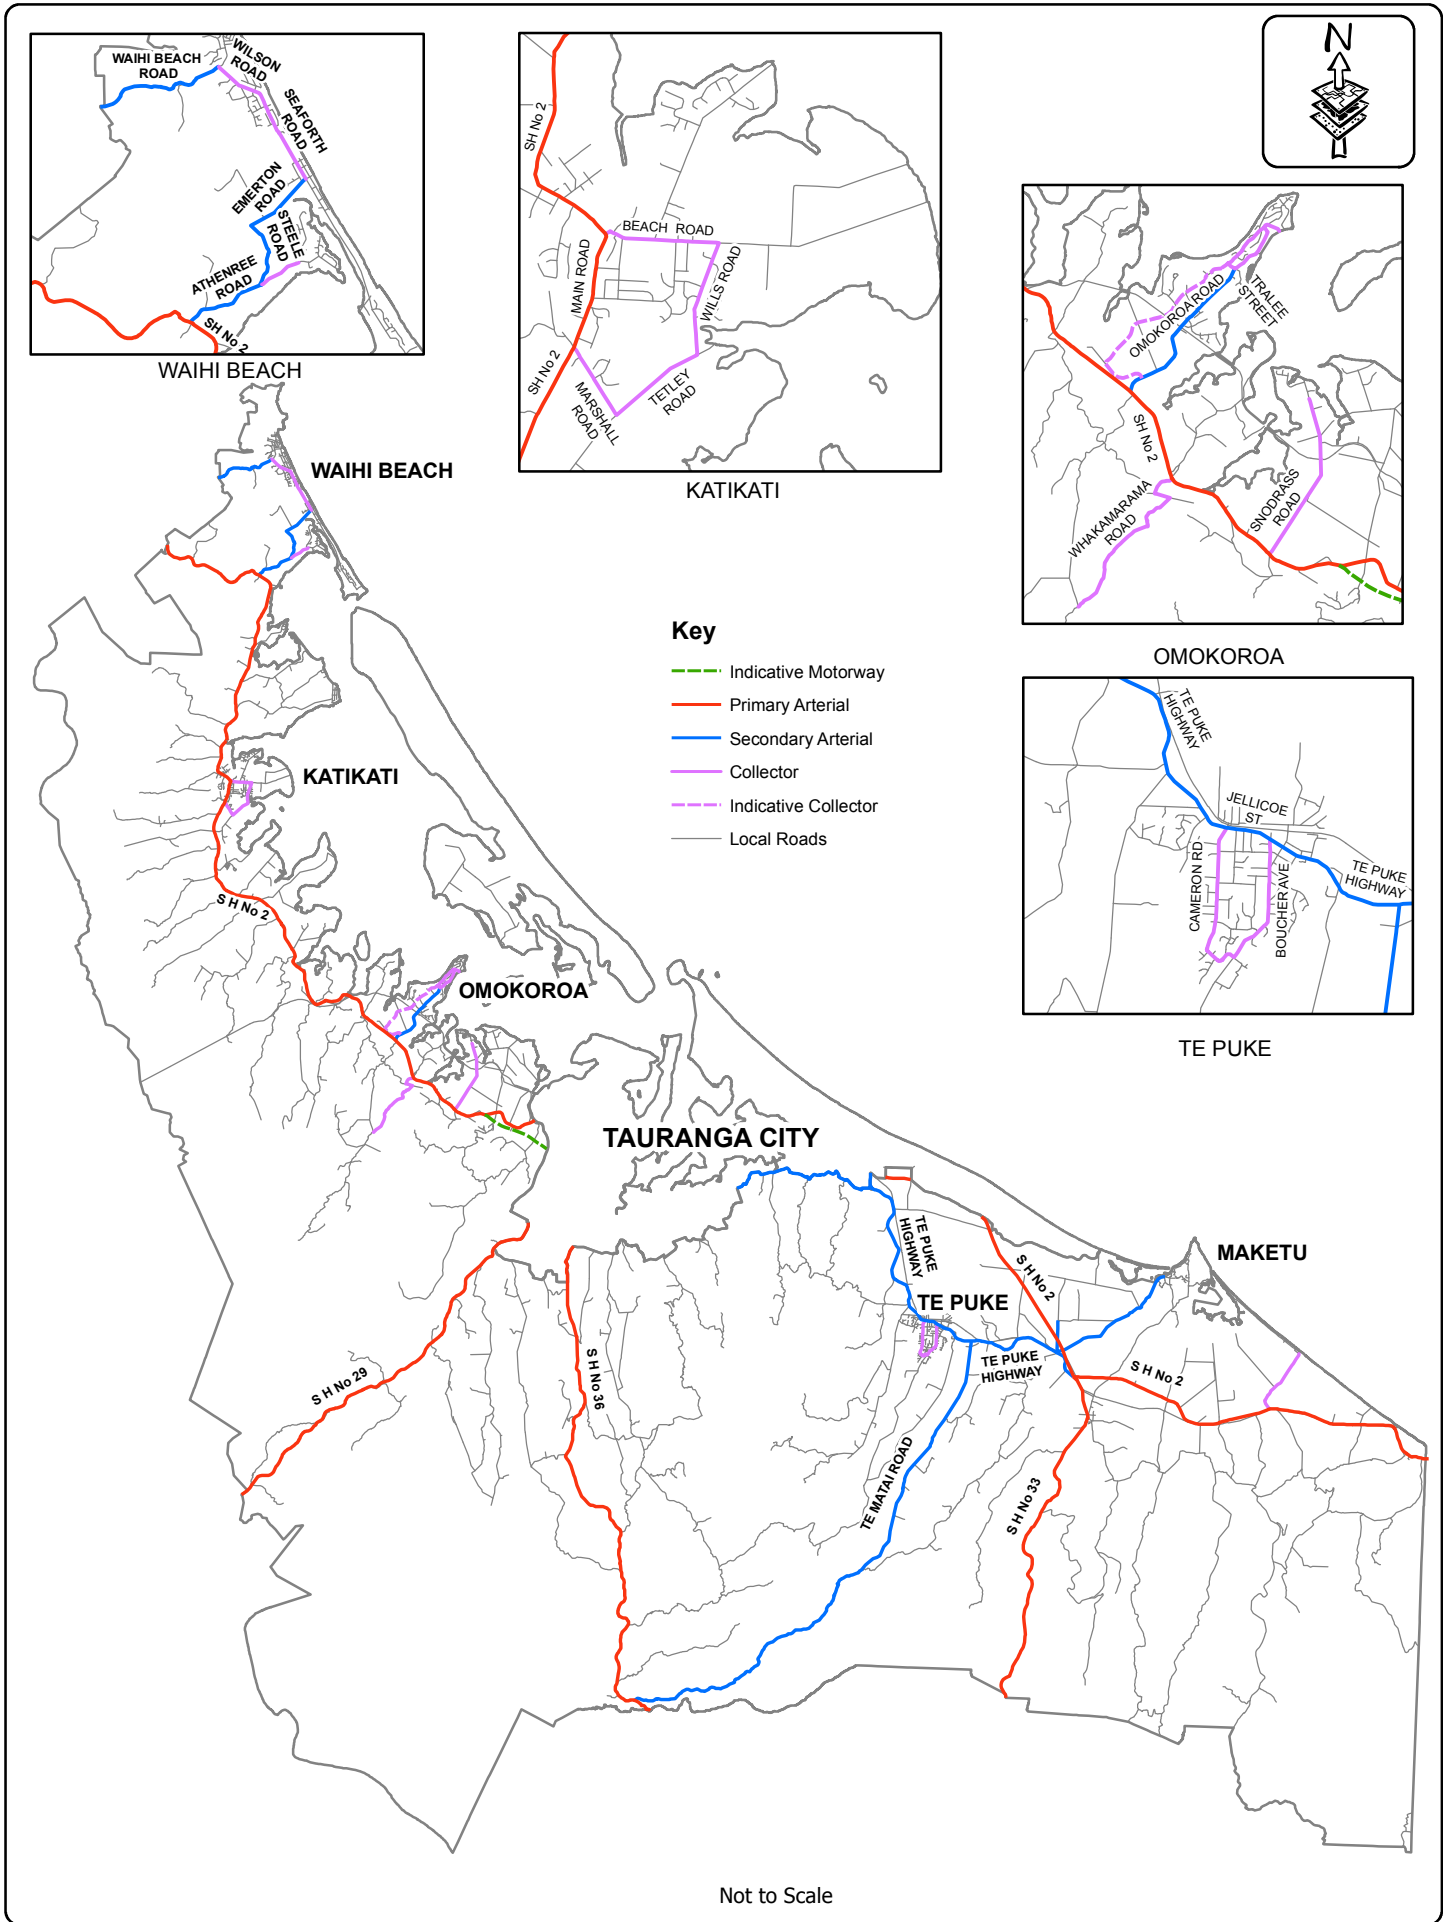 WAIHI BEACH
ROAD
WILSON
ROAD
SEAFORTH
ROAD
EMERTON
ROAD
STEELE
ROAD
ATHENREE
ROAD
SH No 2
WAIHI BEACH
SH No 2
BEACH ROAD
MAIN ROAD
WILLS ROAD
SH No 2
MARSHALL
ROAD
TETLEY
ROAD
KATIKATI
N
OMOKOROA ROAD
TRALEE
STREET
SH No 2
WHAKAMARAMA
ROAD
SNODRASS
ROAD
OMOKOROA
TE PUKE
HIGHWAY
JELLICOE
ST
CAMERON RD
BOUCHER AVE
TE PUKE
HIGHWAY
TE PUKE
Key
Indicative Motorway
Primary Arterial
Secondary Arterial
Collector
Indicative Collector
Local Roads
WAIHI BEACH
KATIKATI
S H No 2
OMOKOROA
TAURANGA CITY
TE PUKE
HIGHWAY
S H No 2
MAKETU
TE PUKE
TE PUKE
HIGHWAY
S H No 2
S H No 29
S H No 36
TE MATAI ROAD
S H No 33
Not to Scale